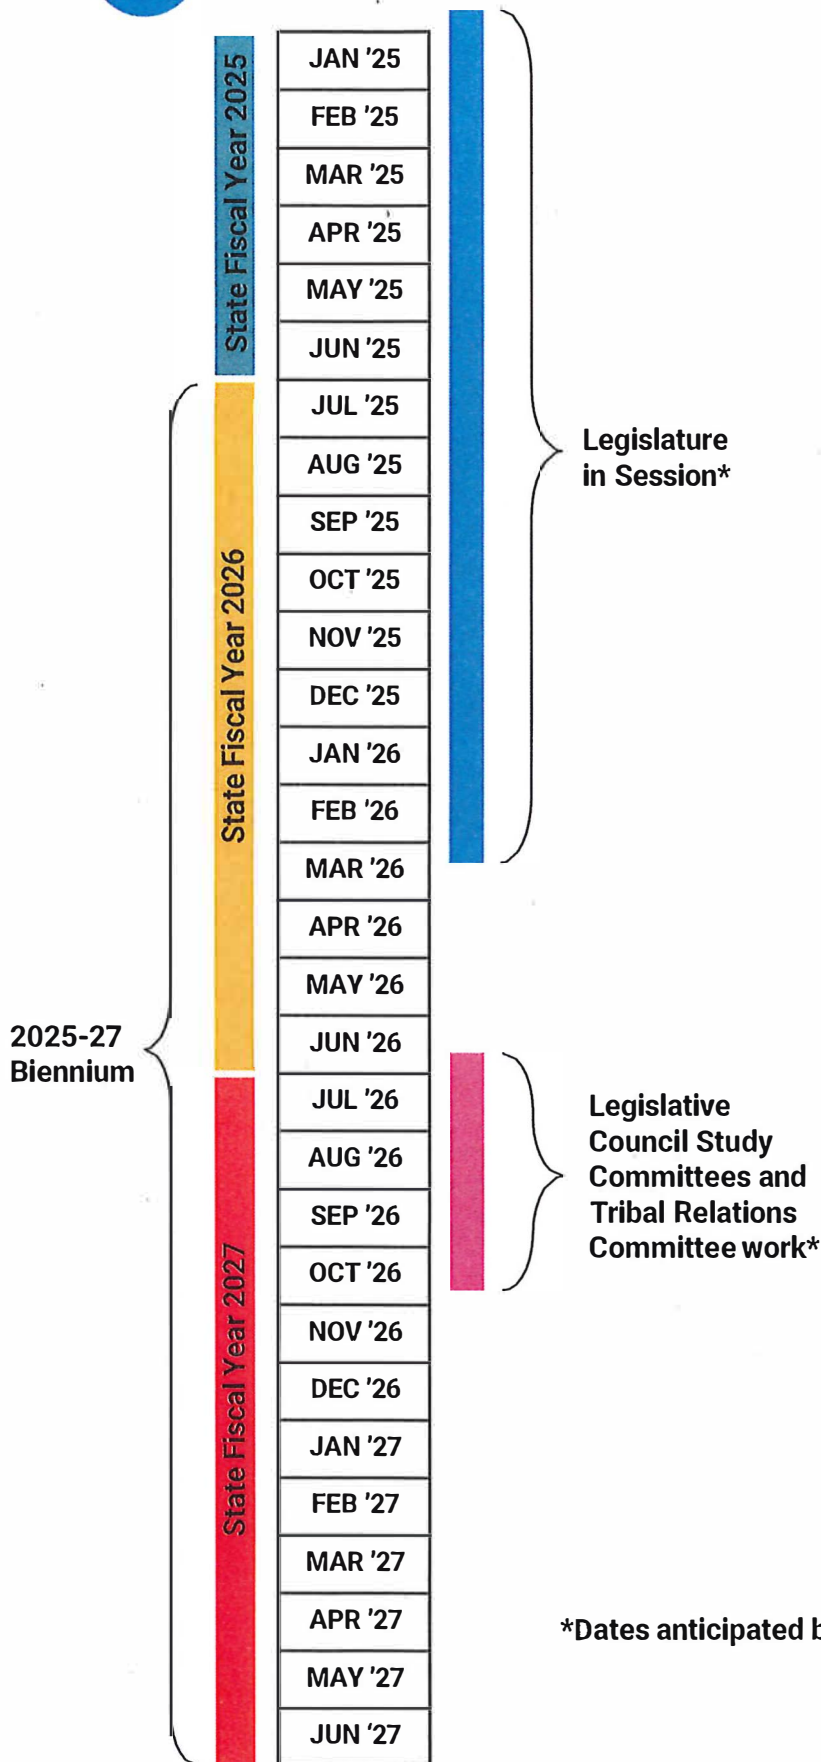 State Fiscal Year 2025
State Fiscal Year 2026
State Fiscal Year 2027
2025-27
Biennium
JAN '25
FEB '25
MAR '25
APR '25
MAY '25
JUN '25
JUL '25
AUG '25
SEP '25
OCT '25
NOV '25
DEC '25
JAN '26
FEB '26
MAR '26
APR '26
MAY '26
JUN '26
JUL '26
AUG '26
SEP '26
OCT '26
NOV '26
DEC '26
JAN '27
FEB '27
MAR '27
APR '27
MAY '27
JUN '27
Legislature
in Session*
Legislative
Council Study
Committees and
Tribal Relations
Committee work*
*Dates anticipated